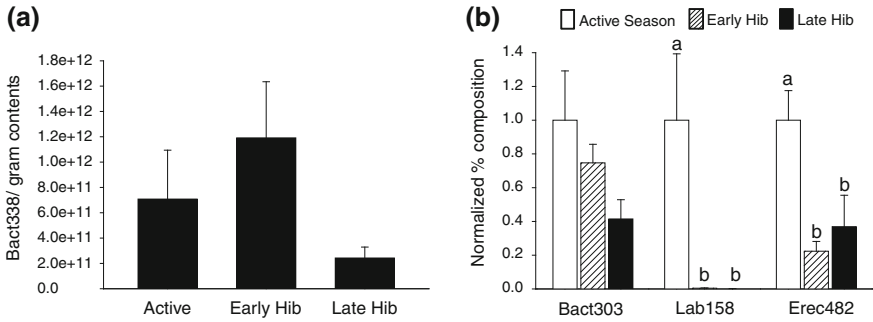 (a)
Bact338/ gram contents
1.8e+12
1.6e+12
1.4e+12
1.2e+12
1.0e+12
8.0e+11
6.0e+11
4.0e+11
2.0e+11
0.0
Active Early Hib Late Hib
(b)
Active Season Early Hib Late Hib
Normalized % composition
1.4
1.2
1.0
0.8
0.6
0.4
0.2
0.0
a
b b
a
b
b
Bact303 Lab158 Erec482